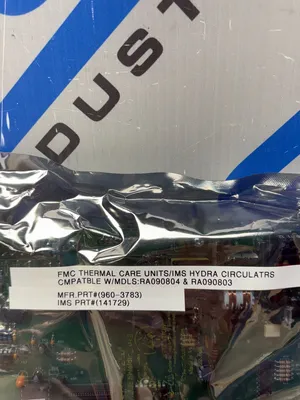 DUST
FMC THERMAL CARE UNITS/IMS HYDRA CIRCULATRS
CMPATBLE W/MDLS:RA090804 & RA090803
MFR.PRT#(960-3783)
IMS PRT#(141729)